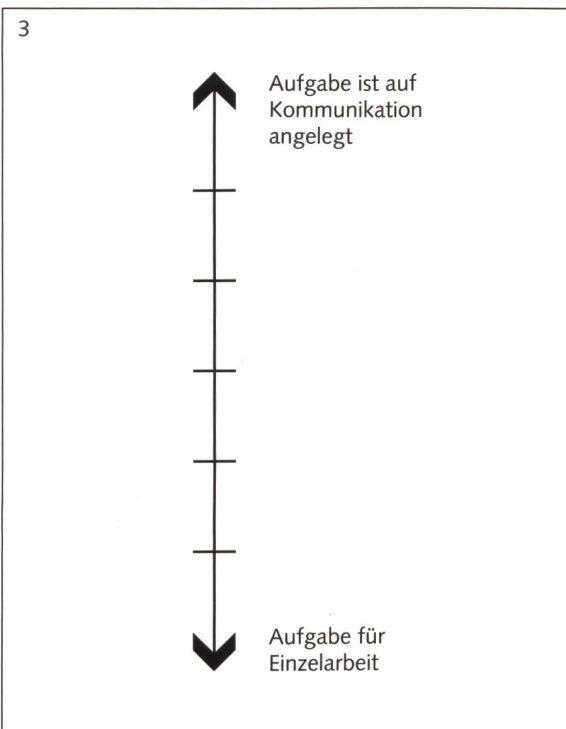 3
Aufgabe ist auf
Kommunikation
angelegt
Aufgabe für
Einzelarbeit